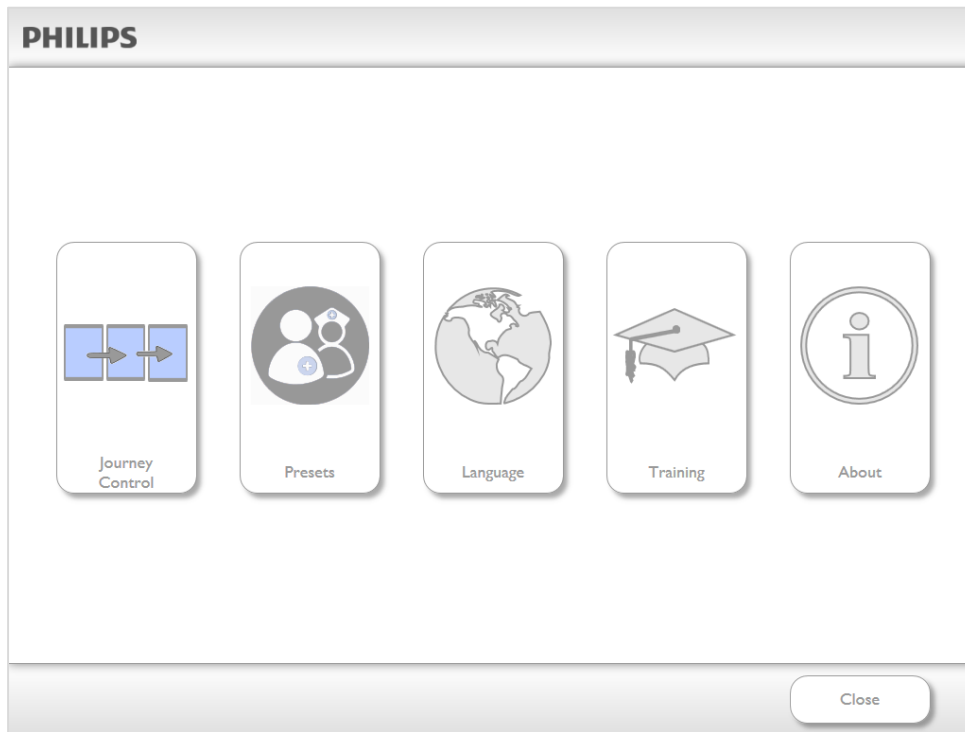 PHILIPS
Journey
Control
Presets
Language
Training
About
Close